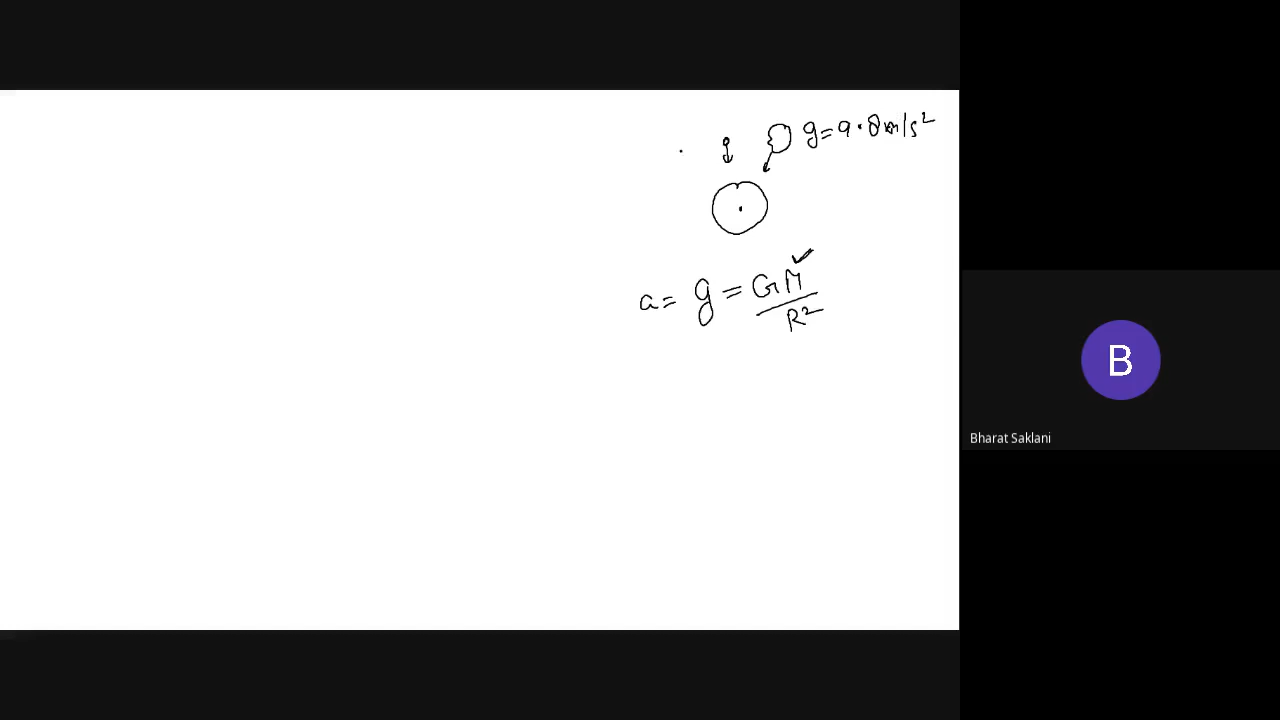 g=9.8m/s²
a= g = GM/R²
B
Bharat Saklani